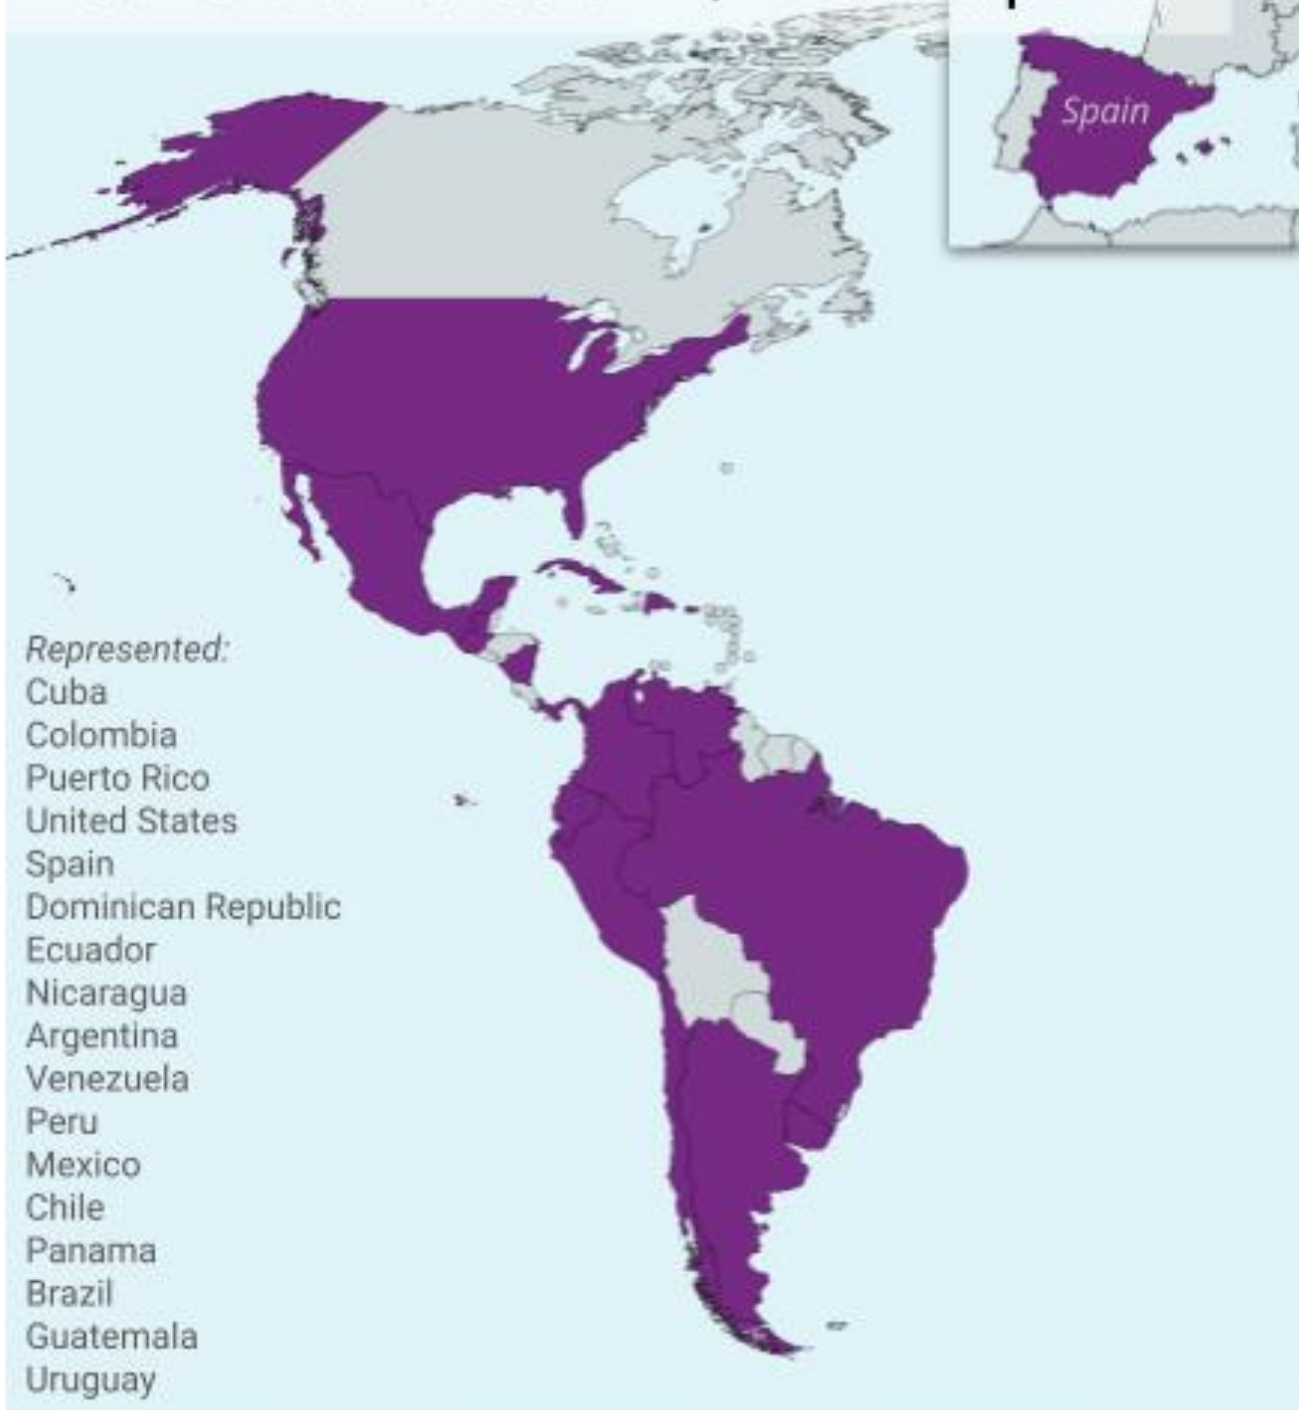 Spain
Represented:
Cuba
Colombia
Puerto Rico
United States
Spain
Dominican Republic
Ecuador
Nicaragua
Argentina
Venezuela
Peru
Mexico
Chile
Panama
Brazil
Guatemala
Uruguay